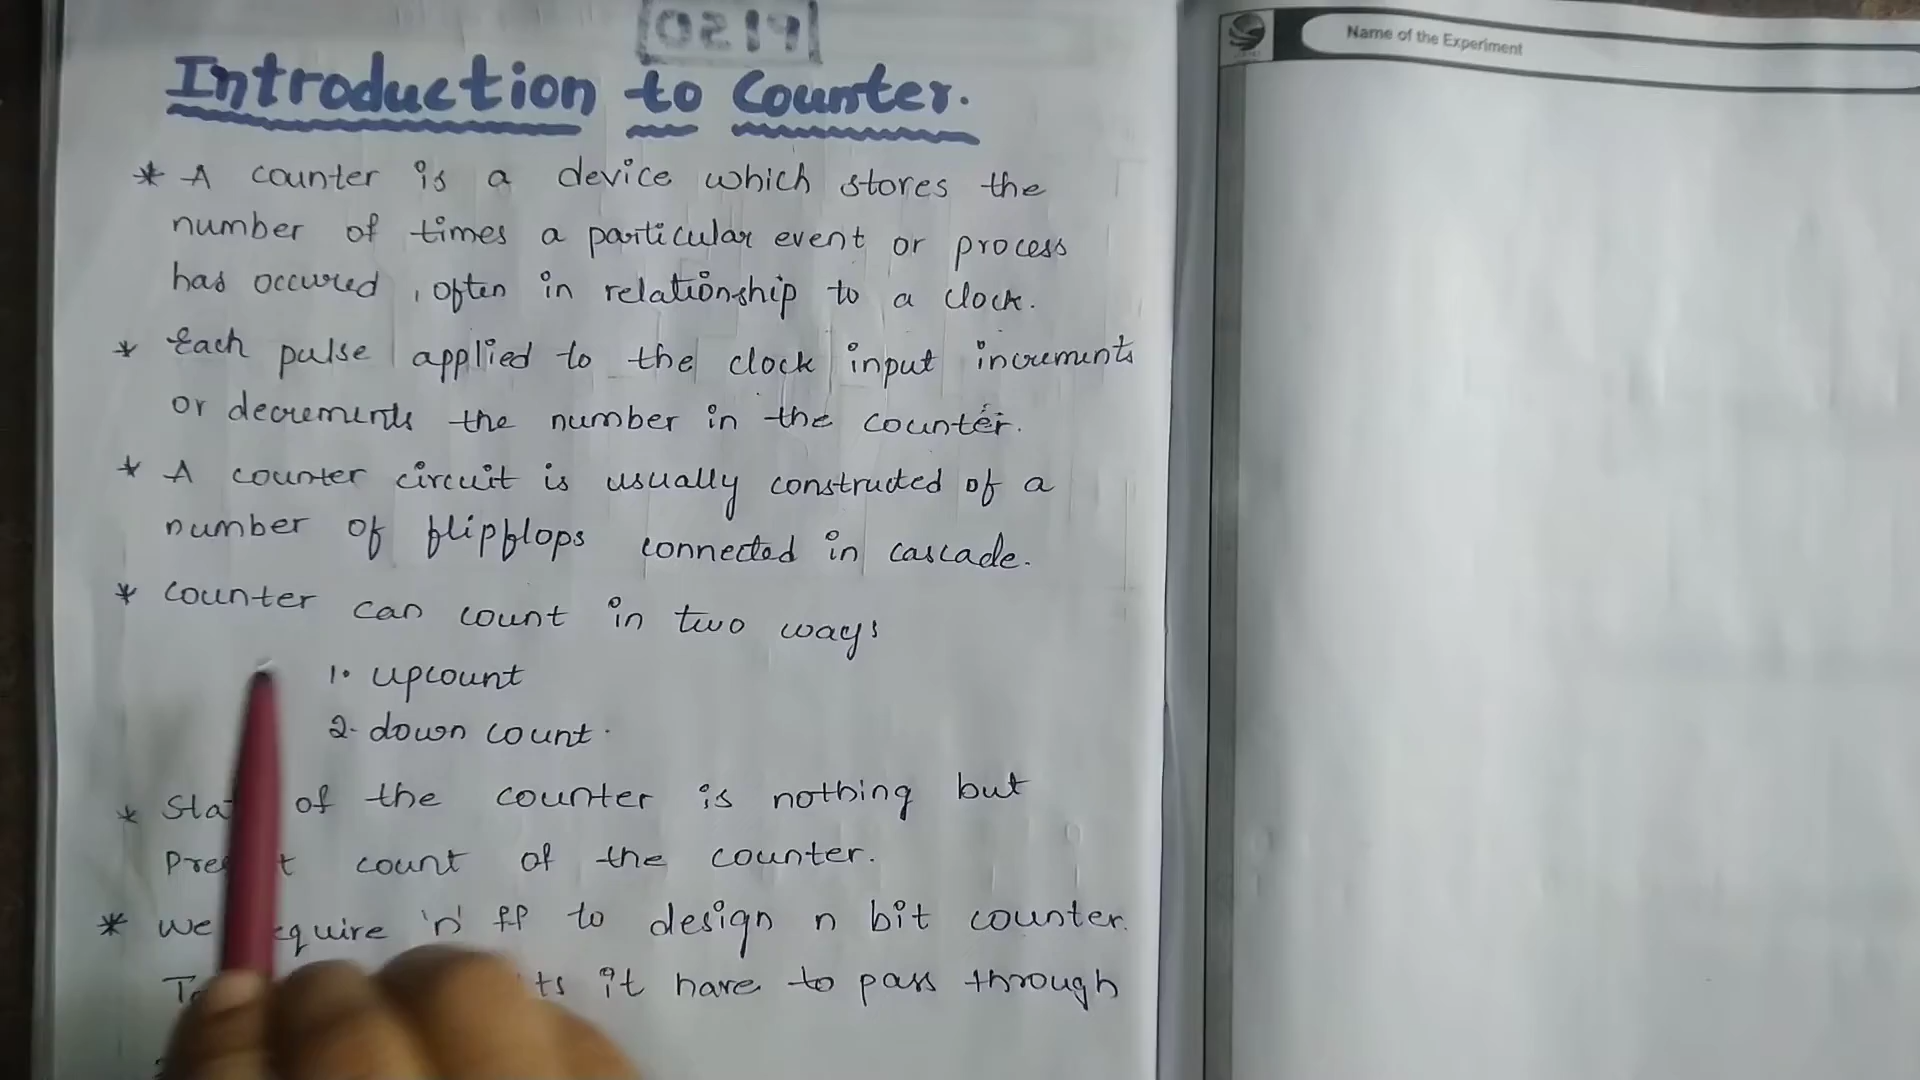 Introduction to Counter.
* A counter is a device which stores the
number of times a particular event or process
has occured, often in relationship to a clock.
* Each pulse applied to the clock input increments
or decrements the number in the counter.
* A counter circuit is usually constructed of a
number of flipflops connected in cascade.
* counter can count in two ways
1. upcount
2. down count.
* of the counter is nothing but
count of the counter.
* we 'n' ff to design n bit counter.
it have to pass through
Name of the Experiment